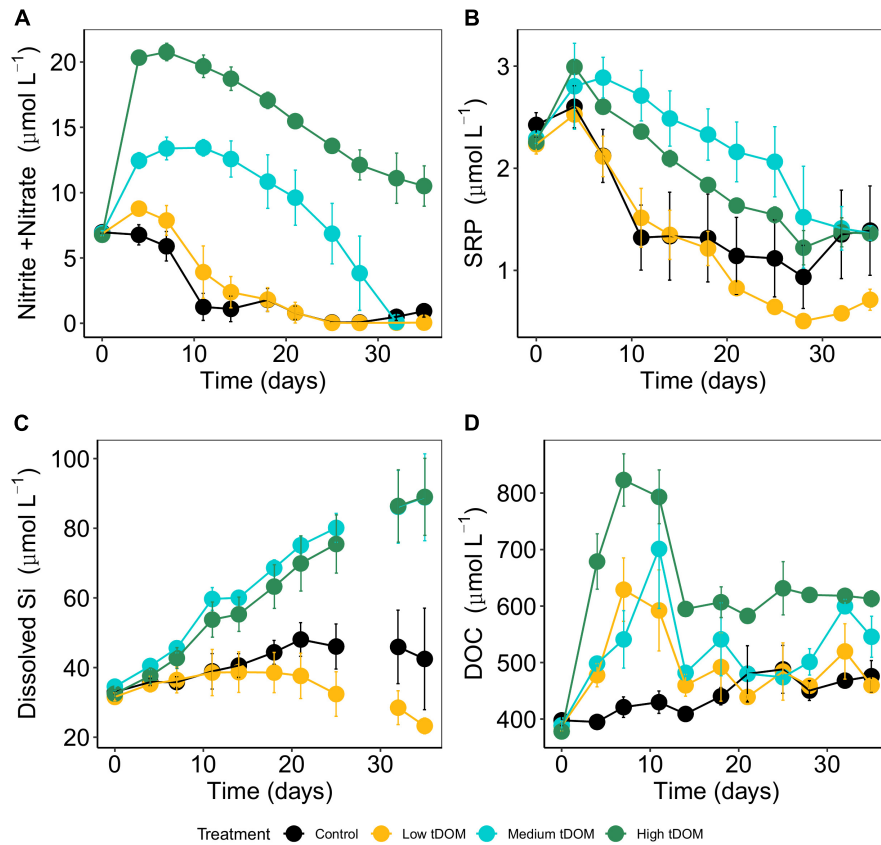 A
Nitrite +Nitrate (μmol L⁻¹)
20
15
10
5
0
0 10 20 30
Time (days)
B
SRP (μmol L⁻¹)
3
2
1
0 10 20 30
Time (days)
C
Dissolved Si (μmol L⁻¹)
100
80
60
40
20
0 10 20 30
Time (days)
D
DOC (μmol L⁻¹)
800
700
600
500
400
0 10 20 30
Time (days)
Treatment Control Low tDOM Medium tDOM High tDOM